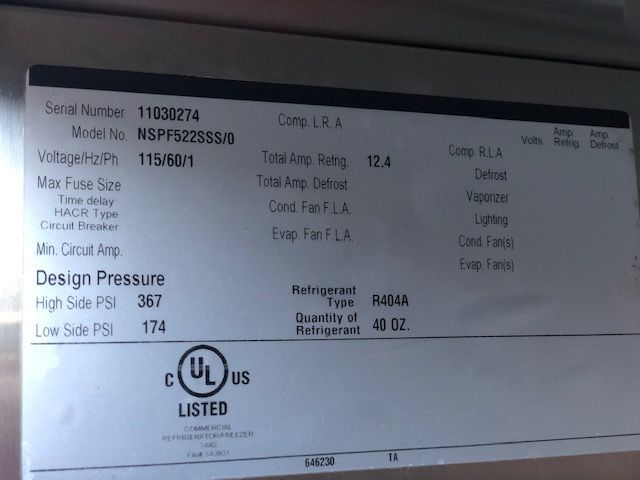 Serial Number 11030274 Comp. L.R.A
Model No. NSPF522SSS/0
Volts Amp. Refrig. Amp. Defrost
Voltage/Hz/Ph 115/60/1 Total Amp. Refrig. 12.4 Comp. R.L.A
Max Fuse Size Total Amp. Defrost Defrost
Time delay
HACR Type Cond. Fan F.L.A. Vaporizer
Circuit Breaker Lighting
Evap. Fan F.L.A. Cond. Fan(s)
Min. Circuit Amp. Evap. Fan(s)
Design Pressure
High Side PSI 367 Refrigerant Type R404A
Low Side PSI 174 Quantity of Refrigerant 40 OZ.
C UL US
LISTED
COMMERCIAL
REFRIGERATOR/FREEZER
646230 TA